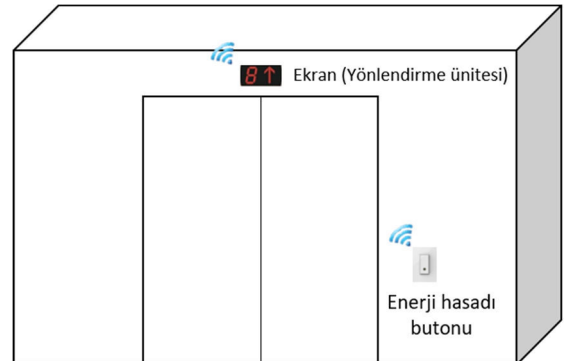 8↑ Ekran (Yönlendirme ünitesi)
Enerji hasadı
butonu